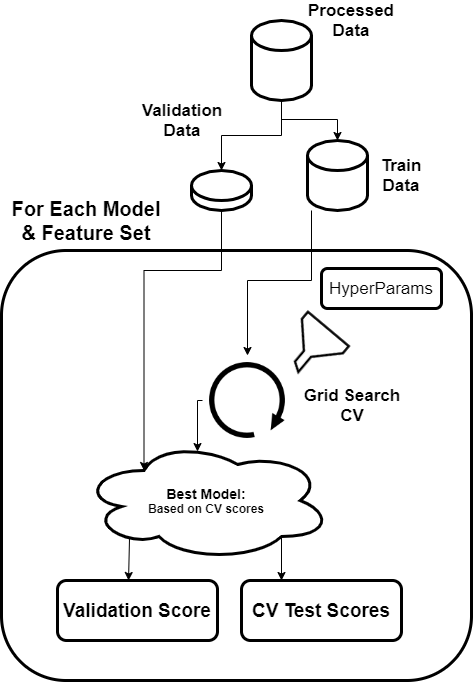 Processed
Data
Validation
Data
Train
Data
For Each Model
& Feature Set
HyperParams
Grid Search
CV
Best Model:
Based on CV scores
Validation Score
CV Test Scores